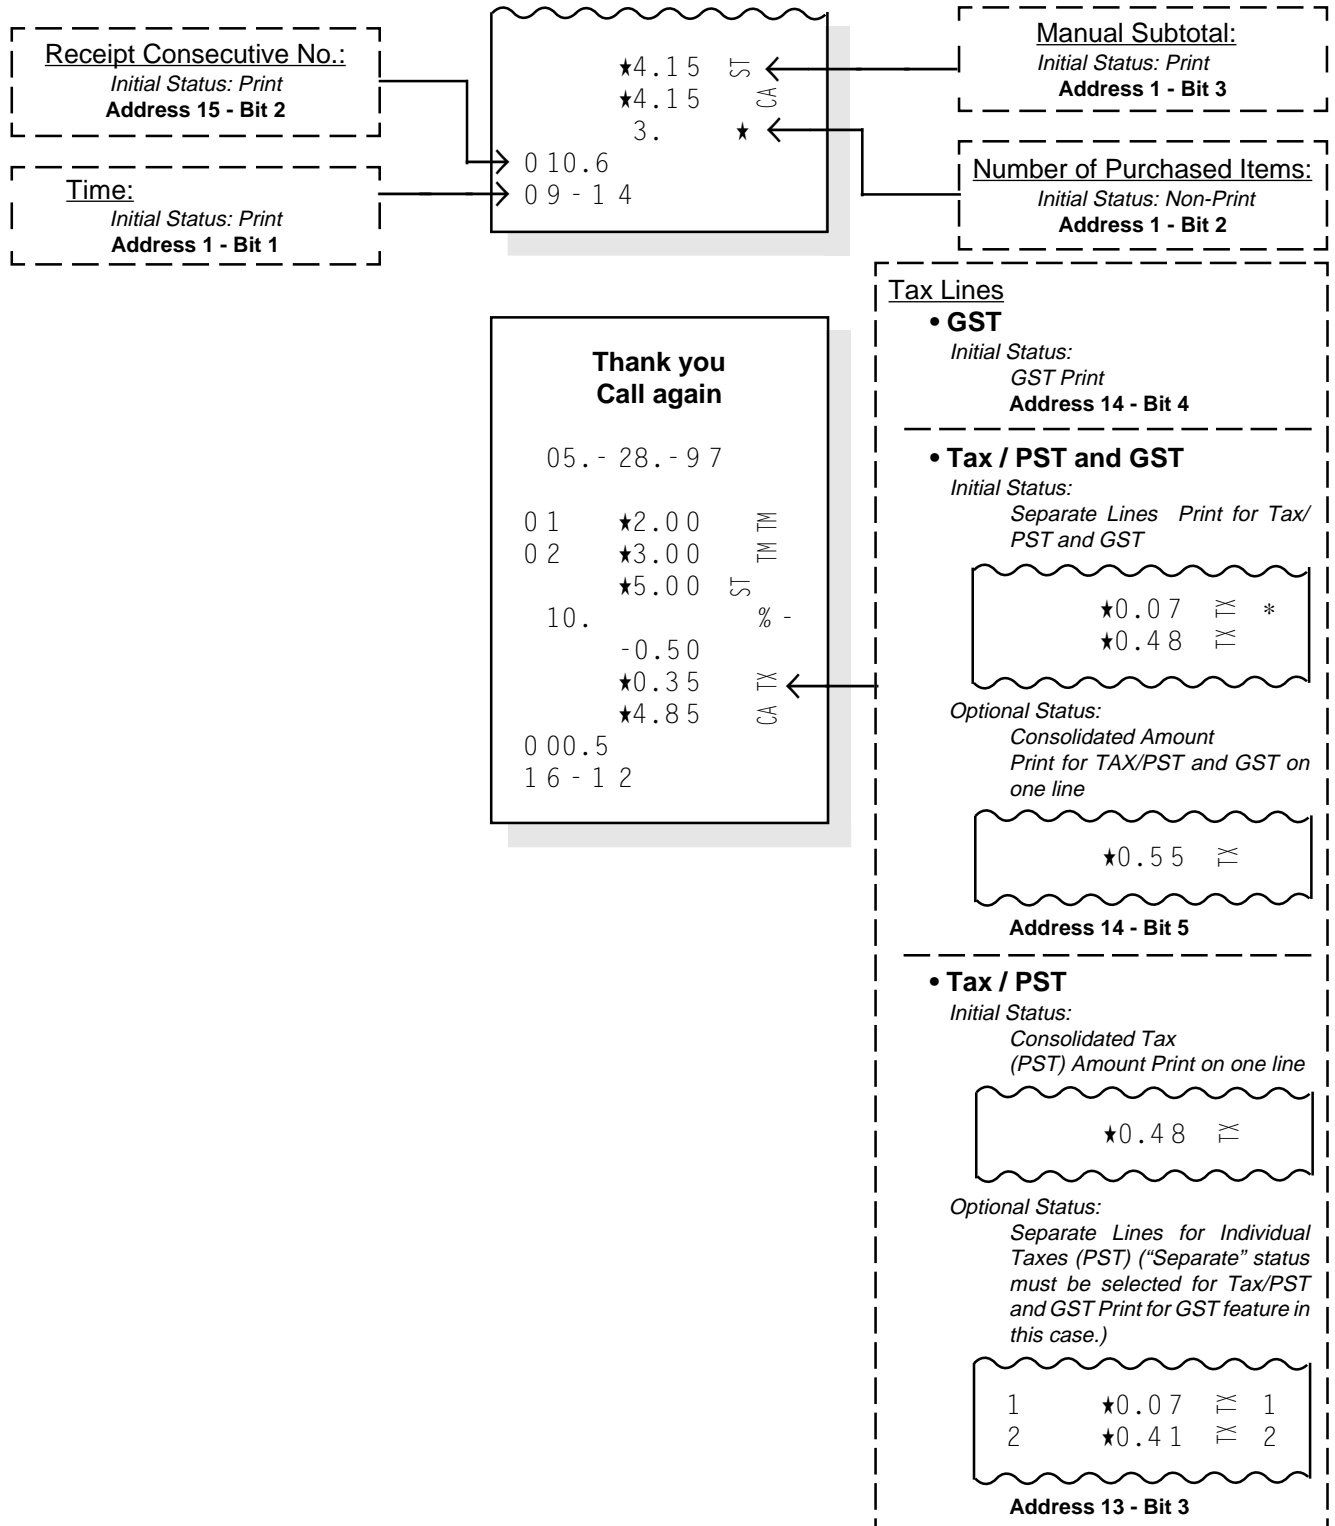 Receipt Consecutive No.:
Initial Status: Print
Address 15 - Bit 2
Time:
Initial Status: Print
Address 1 - Bit 1
★4.15 ST
★4.15 CA
3. ★
010.6
09-14
Manual Subtotal:
Initial Status: Print
Address 1 - Bit 3
Number of Purchased Items:
Initial Status: Non-Print
Address 1 - Bit 2
Thank you
Call again
05.-28.-97
01 ★2.00 TM
02 ★3.00 TM TM
★5.00 ST
10. %-
-0.50
★0.35 TX
★4.85 CA
000.5
16-12
Tax Lines
• GST
Initial Status:
GST Print
Address 14 - Bit 4
• Tax / PST and GST
Initial Status:
Separate Lines Print for Tax/
PST and GST
★0.07 TX *
★0.48 TX
Optional Status:
Consolidated Amount
Print for TAX/PST and GST on
one line
★0.55 TX
Address 14 - Bit 5
• Tax / PST
Initial Status:
Consolidated Tax
(PST) Amount Print on one line
★0.48 TX
Optional Status:
Separate Lines for Individual
Taxes (PST) (“Separate” status
must be selected for Tax/PST
and GST Print for GST feature in
this case.)
1 ★0.07 TX 1
2 ★0.41 TX 2
Address 13 - Bit 3